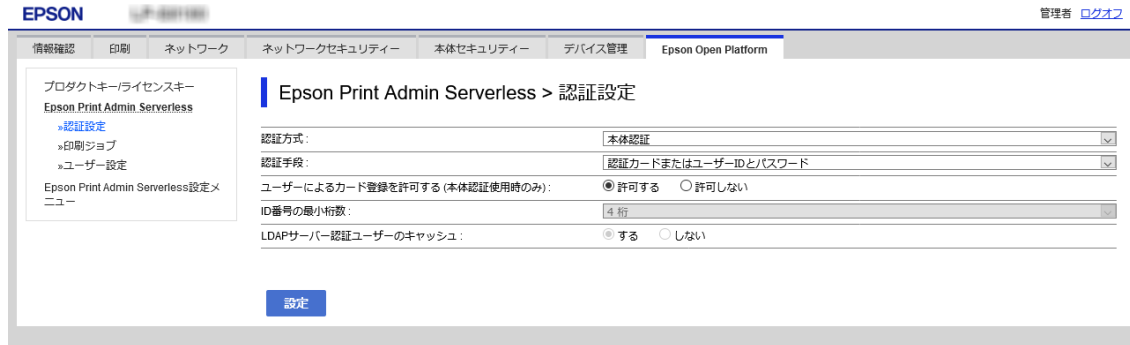 EPSON
管理者 ログオフ
情報確認 印刷 ネットワーク ネットワークセキュリティー 本体セキュリティー デバイス管理 Epson Open Platform
プロダクトキー/ライセンスキー
Epson Print Admin Serverless
»認証設定
»印刷ジョブ
»ユーザー設定
Epson Print Admin Serverless設定メ
ニュー
Epson Print Admin Serverless > 認証設定
認証方式 : 本体認証
認証手段 : 認証カードまたはユーザーIDとパスワード
ユーザーによるカード登録を許可する (本体認証使用時のみ) : 許可する 許可しない
ID番号の最小桁数 : 4 桁
LDAPサーバー認証ユーザーのキャッシュ : する しない
設定